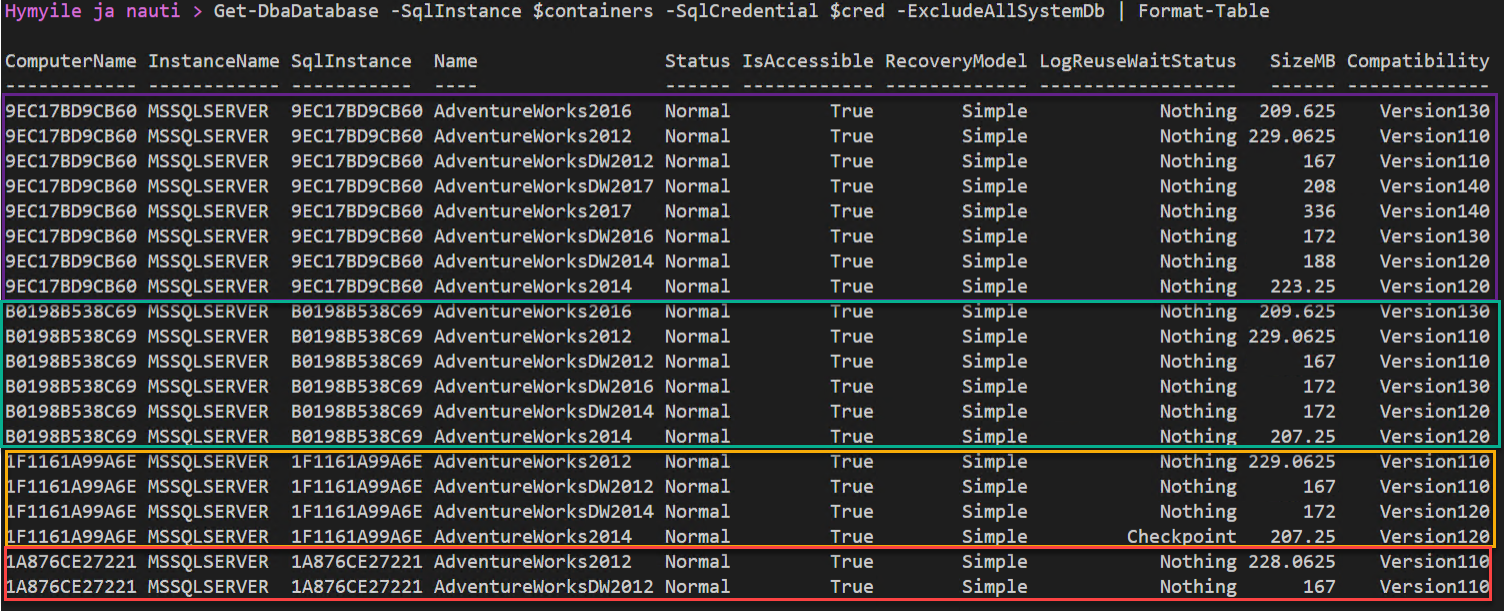 Hymyile ja nauti > Get-DbaDatabase -SqlInstance $containers -SqlCredential $cred -ExcludeAllSystemDb | Format-Table
ComputerName InstanceName SqlInstance  Name               Status IsAccessible RecoveryModel LogReuseWaitStatus   SizeMB Compatibility
------------ ------------ -----------  ----               ------ ------------ ------------- ------------------   ------ -------------
9EC17BD9CB60 MSSQLSERVER  9EC17BD9CB60 AdventureWorks2016   Normal         True        Simple            Nothing  209.625    Version130
9EC17BD9CB60 MSSQLSERVER  9EC17BD9CB60 AdventureWorks2012   Normal         True        Simple            Nothing 229.0625    Version110
9EC17BD9CB60 MSSQLSERVER  9EC17BD9CB60 AdventureWorksDW2012 Normal         True        Simple            Nothing      167    Version110
9EC17BD9CB60 MSSQLSERVER  9EC17BD9CB60 AdventureWorksDW2017 Normal         True        Simple            Nothing      208    Version140
9EC17BD9CB60 MSSQLSERVER  9EC17BD9CB60 AdventureWorks2017   Normal         True        Simple            Nothing      336    Version140
9EC17BD9CB60 MSSQLSERVER  9EC17BD9CB60 AdventureWorksDW2016 Normal         True        Simple            Nothing      172    Version130
9EC17BD9CB60 MSSQLSERVER  9EC17BD9CB60 AdventureWorksDW2014 Normal         True        Simple            Nothing      188    Version120
9EC17BD9CB60 MSSQLSERVER  9EC17BD9CB60 AdventureWorks2014   Normal         True        Simple            Nothing   223.25    Version120
B0198B538C69 MSSQLSERVER  B0198B538C69 AdventureWorks2016   Normal         True        Simple            Nothing  209.625    Version130
B0198B538C69 MSSQLSERVER  B0198B538C69 AdventureWorks2012   Normal         True        Simple            Nothing 229.0625    Version110
B0198B538C69 MSSQLSERVER  B0198B538C69 AdventureWorksDW2012 Normal         True        Simple            Nothing      167    Version110
B0198B538C69 MSSQLSERVER  B0198B538C69 AdventureWorksDW2016 Normal         True        Simple            Nothing      172    Version130
B0198B538C69 MSSQLSERVER  B0198B538C69 AdventureWorksDW2014 Normal         True        Simple            Nothing      172    Version120
B0198B538C69 MSSQLSERVER  B0198B538C69 AdventureWorks2014   Normal         True        Simple            Nothing   207.25    Version120
1F1161A99A6E MSSQLSERVER  1F1161A99A6E AdventureWorks2012   Normal         True        Simple            Nothing 229.0625    Version110
1F1161A99A6E MSSQLSERVER  1F1161A99A6E AdventureWorksDW2012 Normal         True        Simple            Nothing      167    Version110
1F1161A99A6E MSSQLSERVER  1F1161A99A6E AdventureWorksDW2014 Normal         True        Simple            Nothing      172    Version120
1F1161A99A6E MSSQLSERVER  1F1161A99A6E AdventureWorks2014   Normal         True        Simple         Checkpoint   207.25    Version120
1A876CE27221 MSSQLSERVER  1A876CE27221 AdventureWorks2012   Normal         True        Simple            Nothing 228.0625    Version110
1A876CE27221 MSSQLSERVER  1A876CE27221 AdventureWorksDW2012 Normal         True        Simple            Nothing      167    Version110